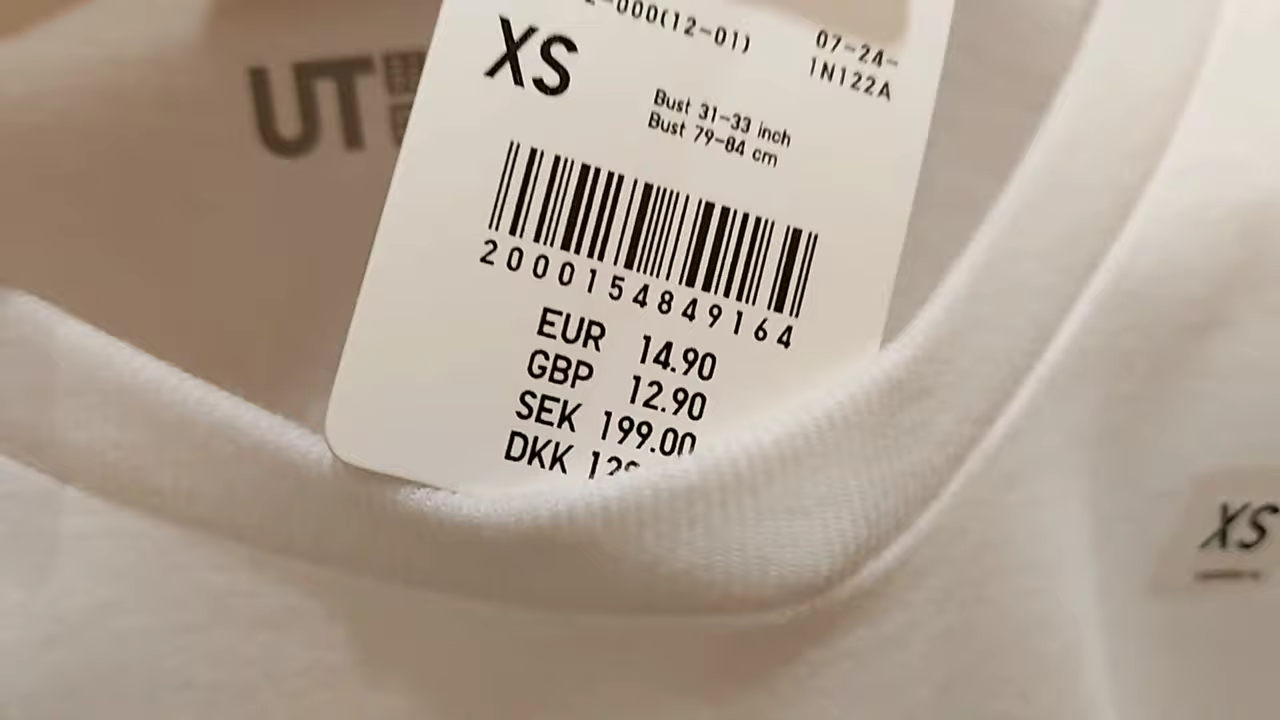 -000(12-01)
07-24-
1N122A
XS
Bust 31-33 inch
Bust 79-84 cm
UT
2000154849164
EUR 14.90
GBP 12.90
SEK 199.00
DKK
XS